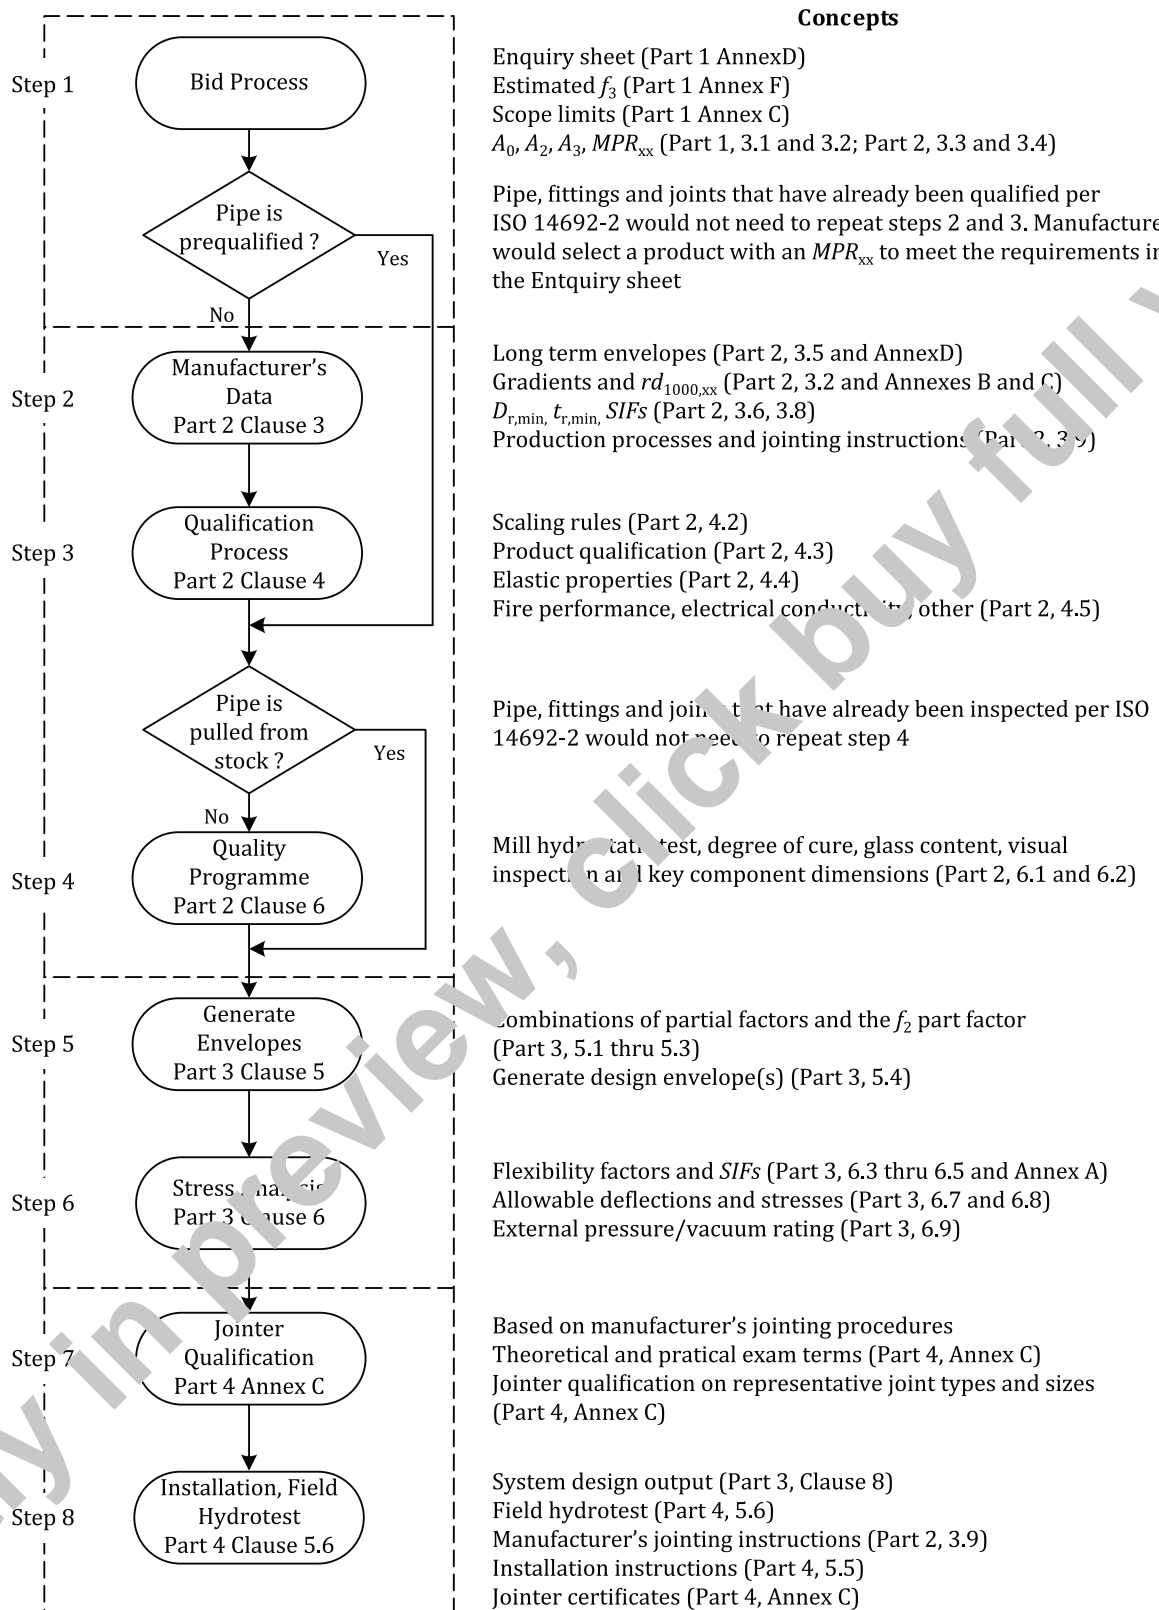 Concepts
Step 1
Bid Process
Enquiry sheet (Part 1 AnnexD)
Estimated f3 (Part 1 Annex F)
Scope limits (Part 1 Annex C)
A0, A2, A3, MPRxx (Part 1, 3.1 and 3.2; Part 2, 3.3 and 3.4)
Pipe is
prequalified ?
Yes
No
Pipe, fittings and joints that have already been qualified per
ISO 14692-2 would not need to repeat steps 2 and 3. Manufacture
would select a product with an MPRxx to meet the requirements in
the Entquiry sheet
Step 2
Manufacturer's
Data
Part 2 Clause 3
Long term envelopes (Part 2, 3.5 and AnnexD)
Gradients and rd1000,xx (Part 2, 3.2 and Annexes B and C)
Dr,min, tr,min, SIFs (Part 2, 3.6, 3.8)
Production processes and jointing instructions (Part 2, 3.9)
Step 3
Qualification
Process
Part 2 Clause 4
Scaling rules (Part 2, 4.2)
Product qualification (Part 2, 4.3)
Elastic properties (Part 2, 4.4)
Fire performance, electrical conductivity, other (Part 2, 4.5)
Pipe is
pulled from
stock ?
Yes
No
Pipe, fittings and joints that have already been inspected per ISO
14692-2 would not need to repeat step 4
Step 4
Quality
Programme
Part 2 Clause 6
Mill hydrostatic test, degree of cure, glass content, visual
inspection and key component dimensions (Part 2, 6.1 and 6.2)
Step 5
Generate
Envelopes
Part 3 Clause 5
Combinations of partial factors and the f2 part factor
(Part 3, 5.1 thru 5.3)
Generate design envelope(s) (Part 3, 5.4)
Step 6
Stress Analysis
Part 3 Clause 6
Flexibility factors and SIFs (Part 3, 6.3 thru 6.5 and Annex A)
Allowable deflections and stresses (Part 3, 6.7 and 6.8)
External pressure/vacuum rating (Part 3, 6.9)
Step 7
Jointer
Qualification
Part 4 Annex C
Based on manufacturer's jointing procedures
Theoretical and pratical exam terms (Part 4, Annex C)
Jointer qualification on representative joint types and sizes
(Part 4, Annex C)
Step 8
Installation, Field
Hydrotest
Part 4 Clause 5.6
System design output (Part 3, Clause 8)
Field hydrotest (Part 4, 5.6)
Manufacturer's jointing instructions (Part 2, 3.9)
Installation instructions (Part 4, 5.5)
Jointer certificates (Part 4, Annex C)
in preview, click buy full